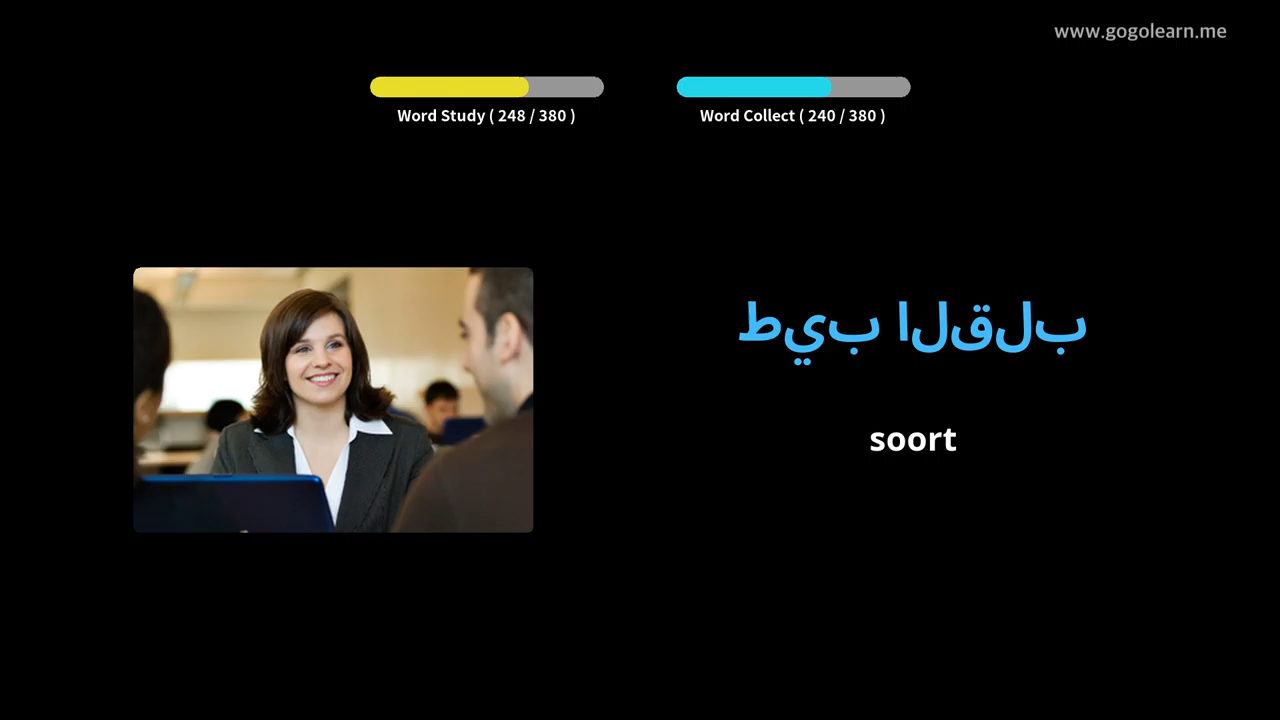 www.gogolearn.me
Word Study ( 248 / 380 )
Word Collect ( 240 / 380 )
طيب القلب
soort